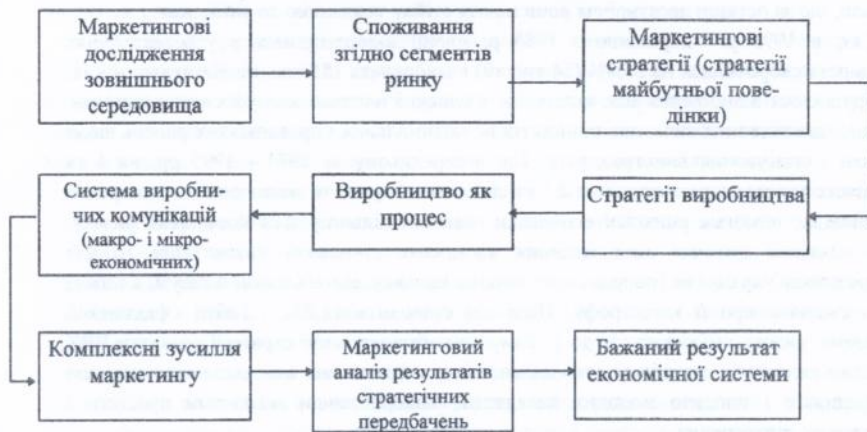 Маркетингові
дослідження
зовнішнього
середовища
Споживання
згідно сегментів
ринку
Маркетингові
стратегії (стратегії
майбутньої пове-
дінки)
Стратегії виробництва
Виробництво як
процес
Система виробни-
чих комунікацій
(макро- і мікро-
економічних)
Комплексні зусилля
маркетингу
Маркетинговий
аналіз результатів
стратегічних
передбачень
Бажаний результат
економічної системи